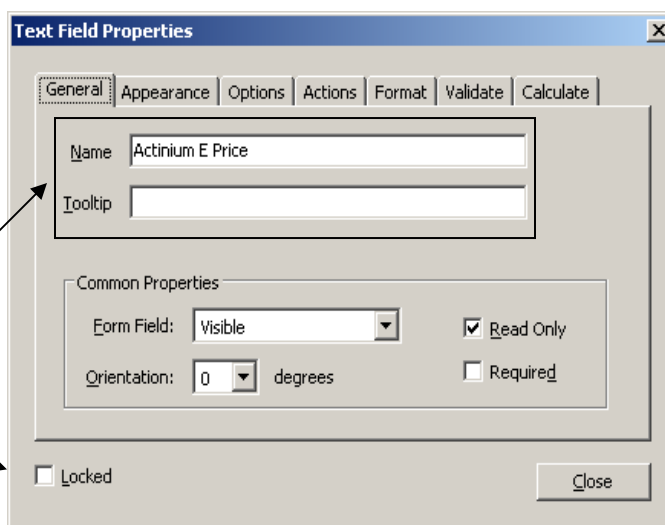 Text Field Properties
General Appearance Options Actions Format Validate Calculate
Name Actinium E Price
Tooltip
Common Properties
Form Field: Visible Read Only
Orientation: 0 degrees Required
Locked Close